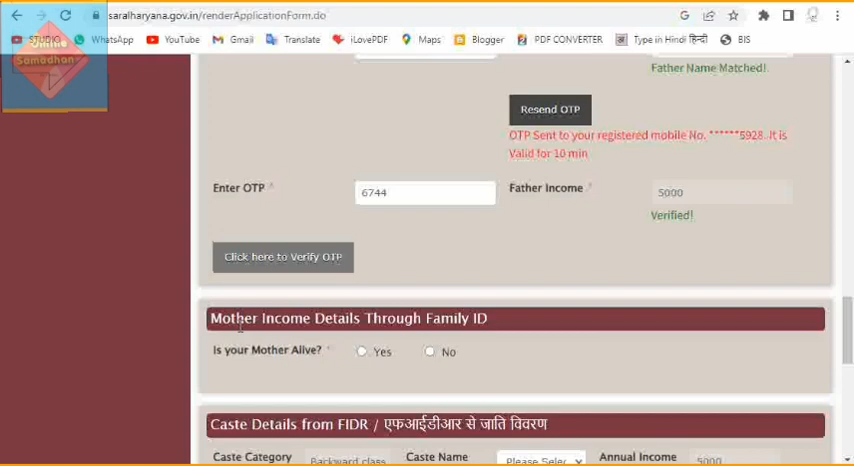 saralharyana.gov.in/renderApplicationForm.do
STUDIO WhatsApp YouTube Gmail Translate iLovePDF Maps Blogger PDF CONVERTER Type in Hindi हिन्दी BIS
Online
Samadhan
Father Name Matched!
Resend OTP
OTP Sent to your registered mobile No. ******5928. It is
Valid for 10 min
Enter OTP * 6744 Father Income * 5000
Verified!
Click here to Verify OTP
Mother Income Details Through Family ID
Is your Mother Alive? * Yes No
Caste Details from FIDR / एफआईडीआर से जाति विवरण
Caste Category Backward class Caste Name Please Selec Annual Income 5000